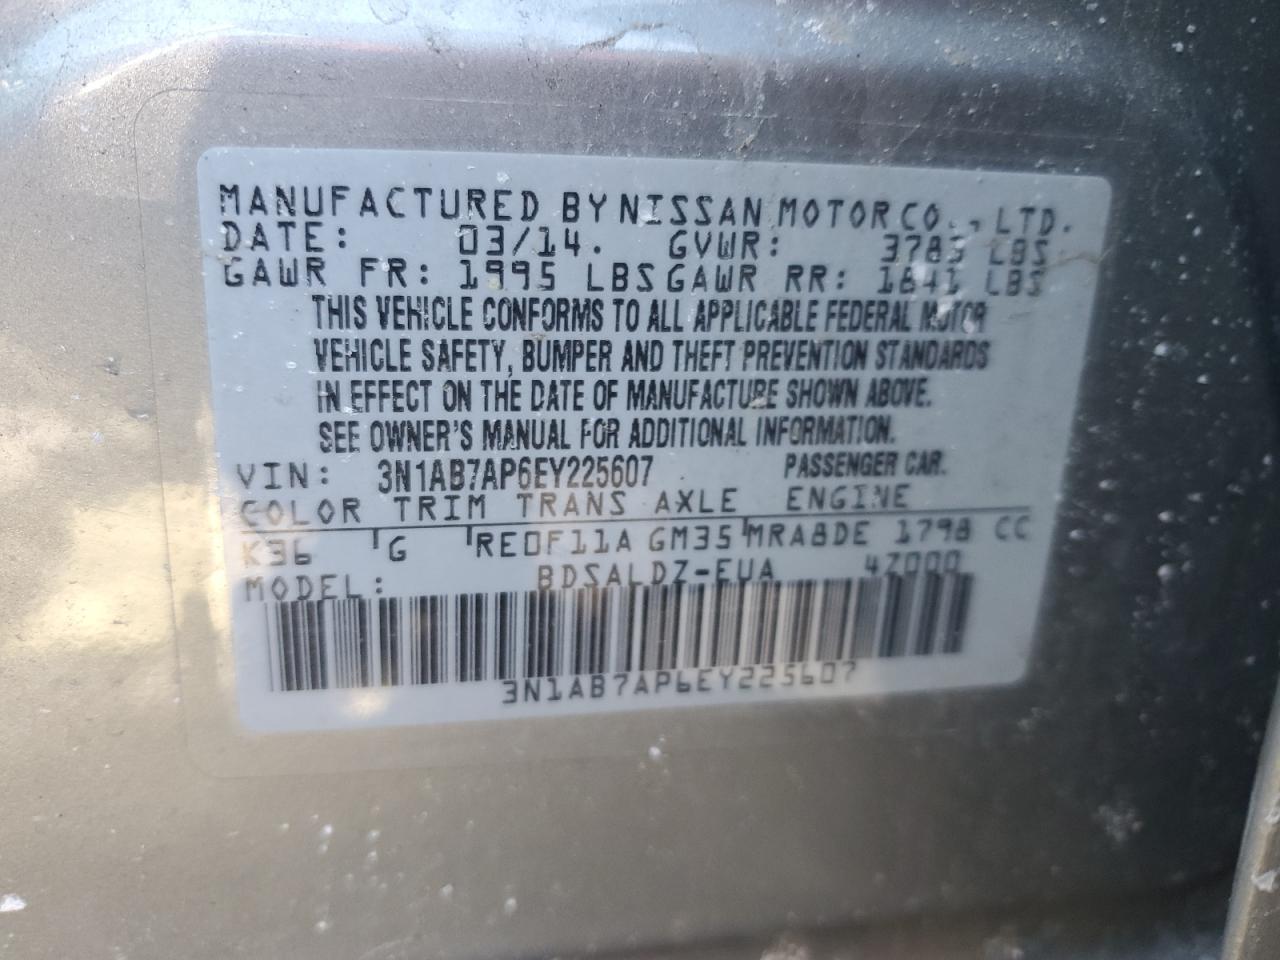 MANUFACTURED BY NISSAN MOTOR CO., LTD.
DATE: 03/14. GVWR: 3783 LBS
GAWR FR: 1995 LBS GAWR RR: 1841 LBS
THIS VEHICLE CONFORMS TO ALL APPLICABLE FEDERAL MOTOR
VEHICLE SAFETY, BUMPER AND THEFT PREVENTION STANDARDS
IN EFFECT ON THE DATE OF MANUFACTURE SHOWN ABOVE.
SEE OWNER'S MANUAL FOR ADDITIONAL INFORMATION.
VIN: 3N1AB7AP6EY225607 PASSENGER CAR.
COLOR TRIM TRANS AXLE ENGINE
K36 G RE0F11A GM35 MRA8DE 1798 CC
MODEL: BDSALDZ-EUA 4Z000
3N1AB7AP6EY225607